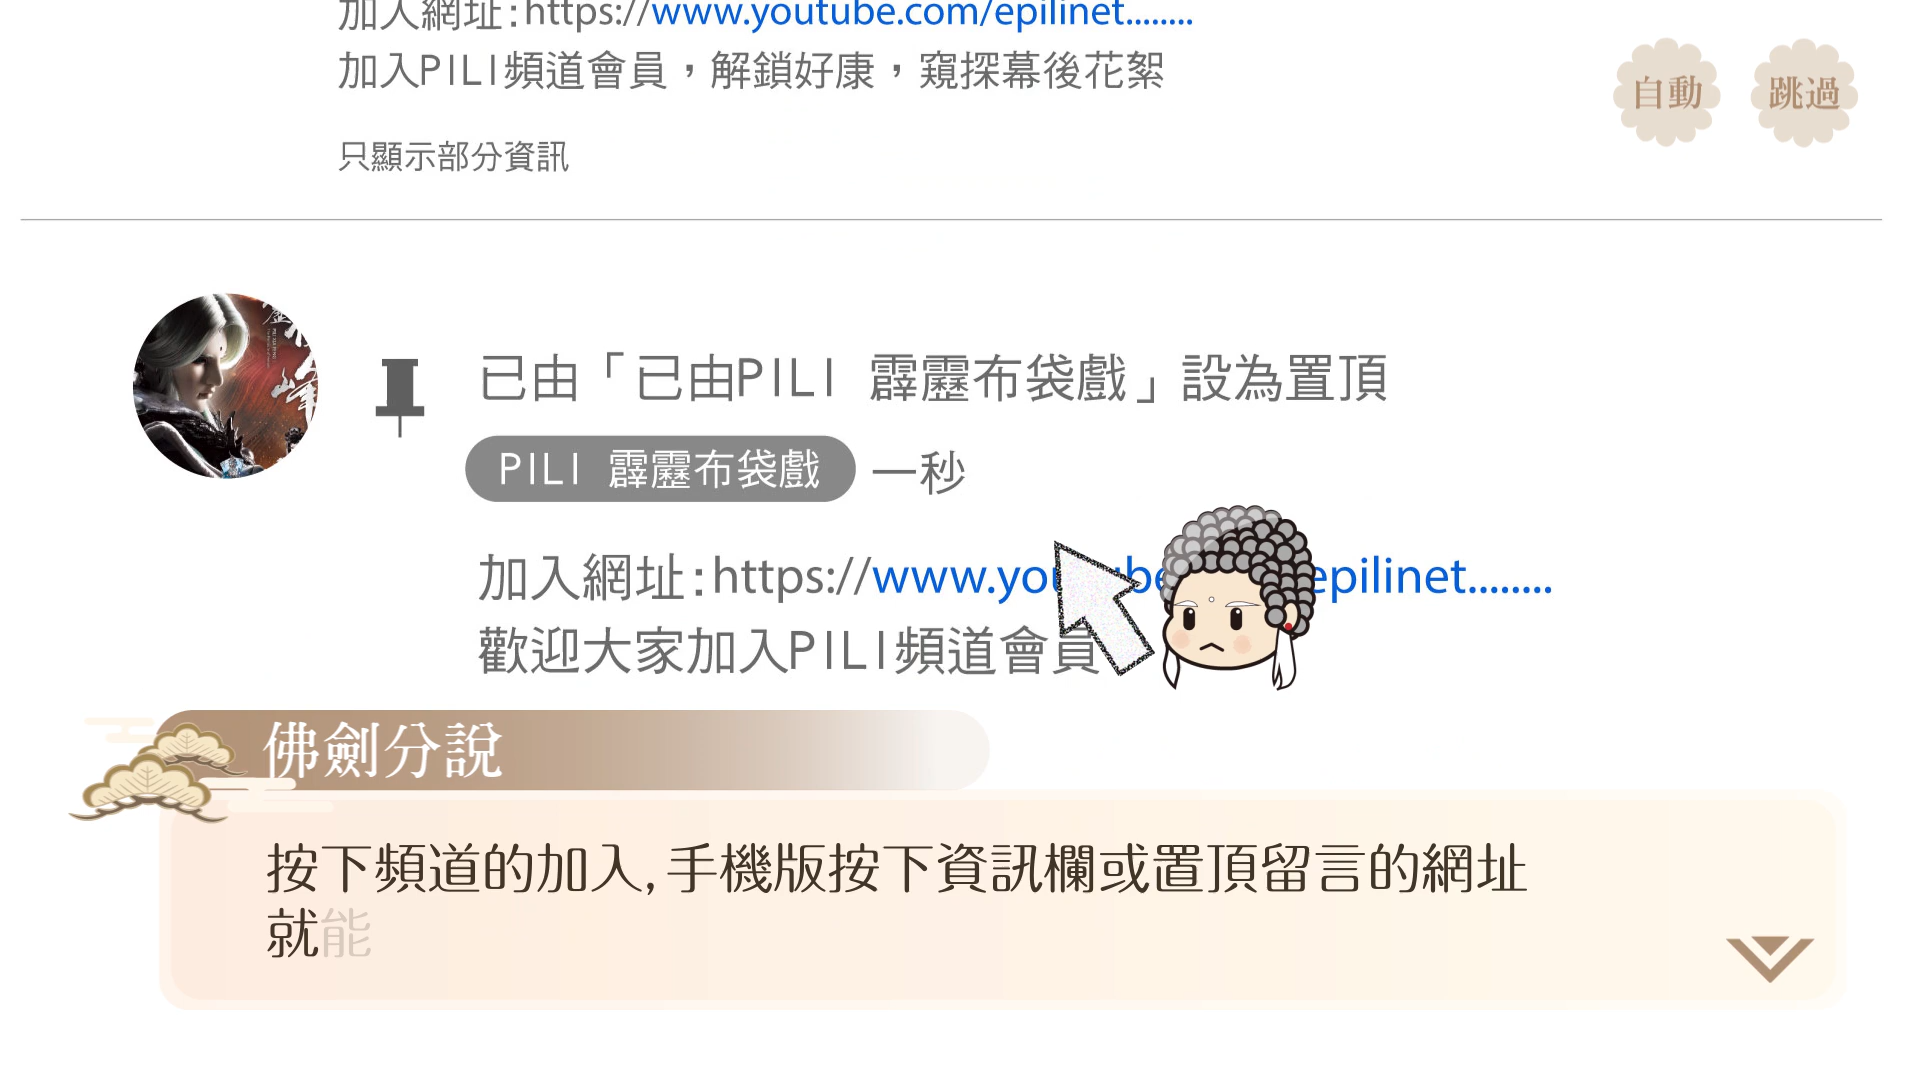 加入網址:https://www.youtube.com/epilinet........
加入PILI頻道會員，解鎖好康，窺探幕後花絮
自動
跳過
只顯示部分資訊
已由「已由PILI 霹靂布袋戲」設為置頂
PILI 霹靂布袋戲 一秒
加入網址:https://www.yo be epilinet........
歡迎大家加入PILI頻道會員
佛劍分說
按下頻道的加入,手機版按下資訊欄或置頂留言的網址
就能